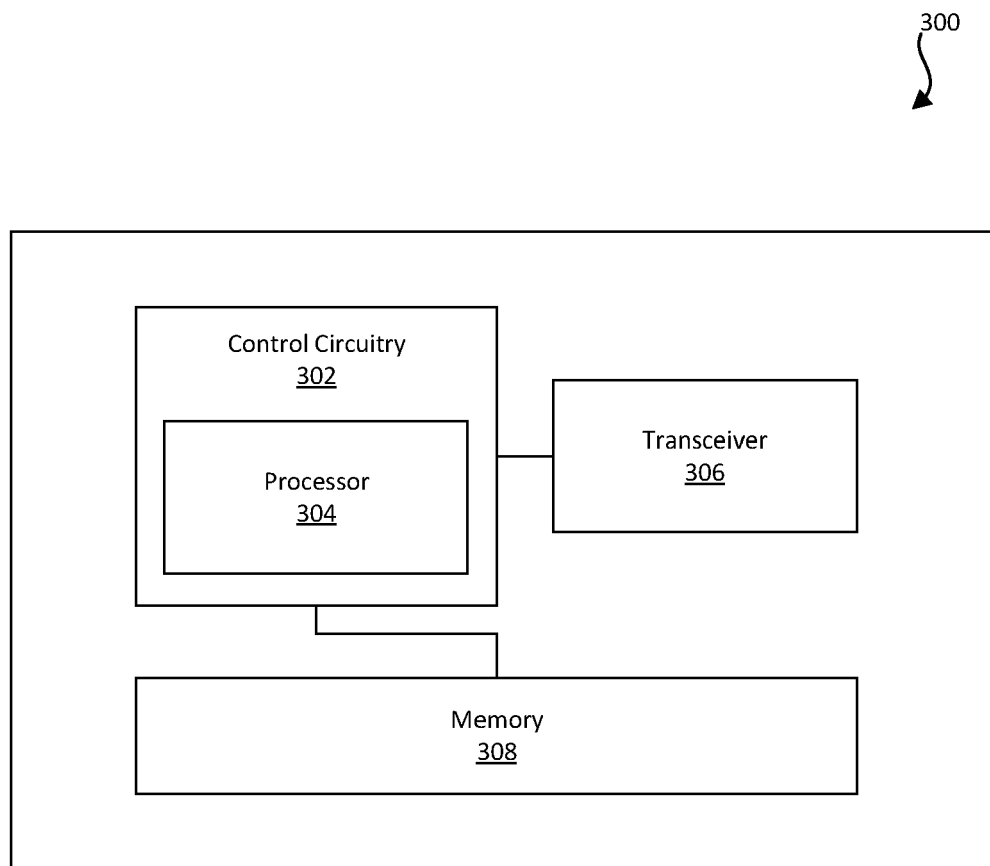 300
Control Circuitry
302
Processor
304
Transceiver
306
Memory
308